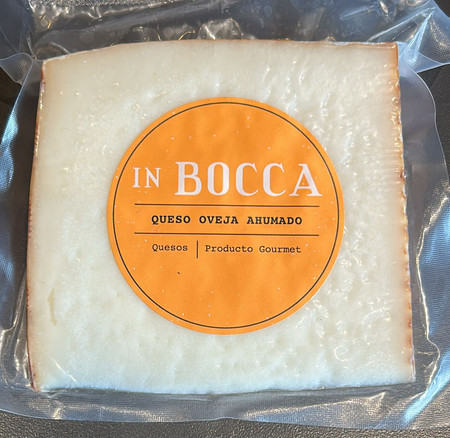 IN BOCCA
QUESO OVEJA AHUMADO
Quesos | Producto Gourmet